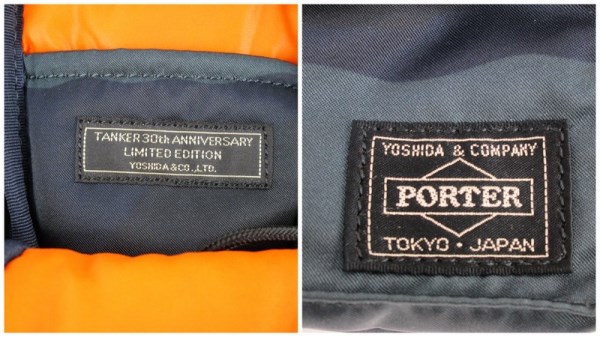 TANKER 30th ANNIVERSARY
LIMITED EDITION
YOSHIDA & CO., LTD.
YOSHIDA & COMPANY
PORTER
TOKYO・JAPAN